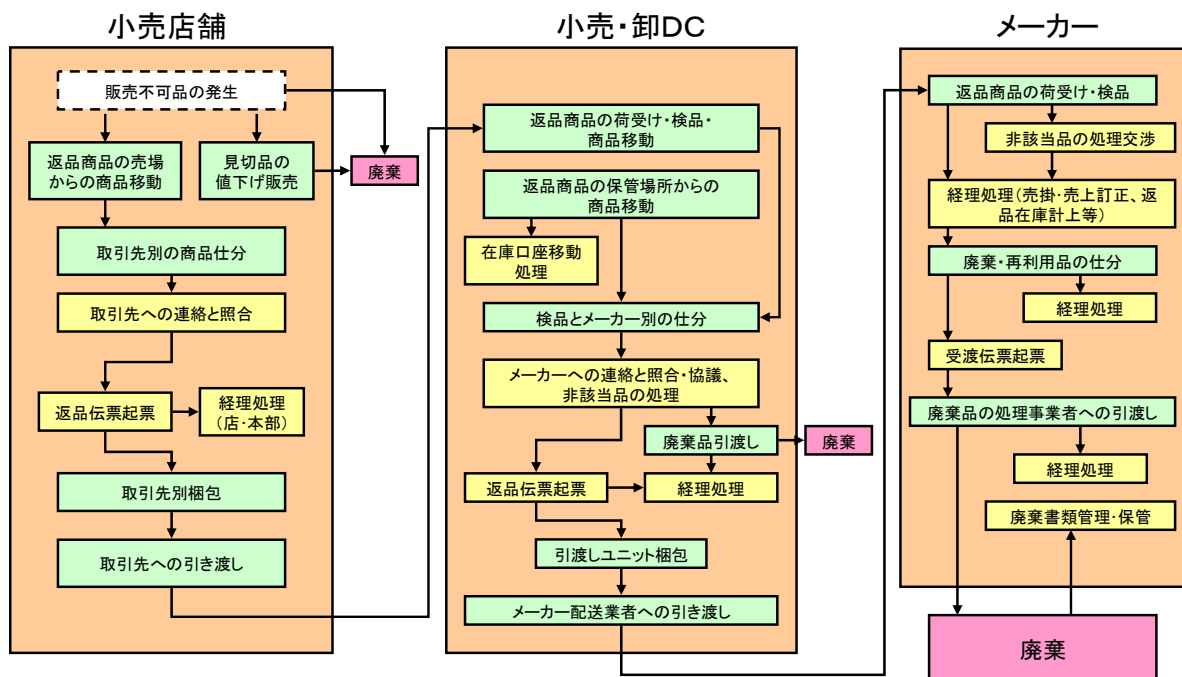 小売店舗
販売不可品の発生
返品商品の売場
からの商品移動
見切品の
値下げ販売
廃棄
取引先別の商品仕分
取引先への連絡と照合
返品伝票起票
経理処理
(店・本部)
取引先別梱包
取引先への引き渡し
小売・卸DC
返品商品の荷受け・検品・
商品移動
返品商品の保管場所からの
商品移動
在庫口座移動
処理
検品とメーカー別の仕分
メーカーへの連絡と照合・協議、
非該当品の処理
廃棄品引渡し
廃棄
返品伝票起票
経理処理
引渡しユニット梱包
メーカー配送業者への引き渡し
メーカー
返品商品の荷受け・検品
非該当品の処理交渉
経理処理(売掛・売上訂正、返
品在庫計上等)
廃棄・再利用品の仕分
経理処理
受渡伝票起票
廃棄品の処理事業者への引渡し
経理処理
廃棄書類管理・保管
廃棄